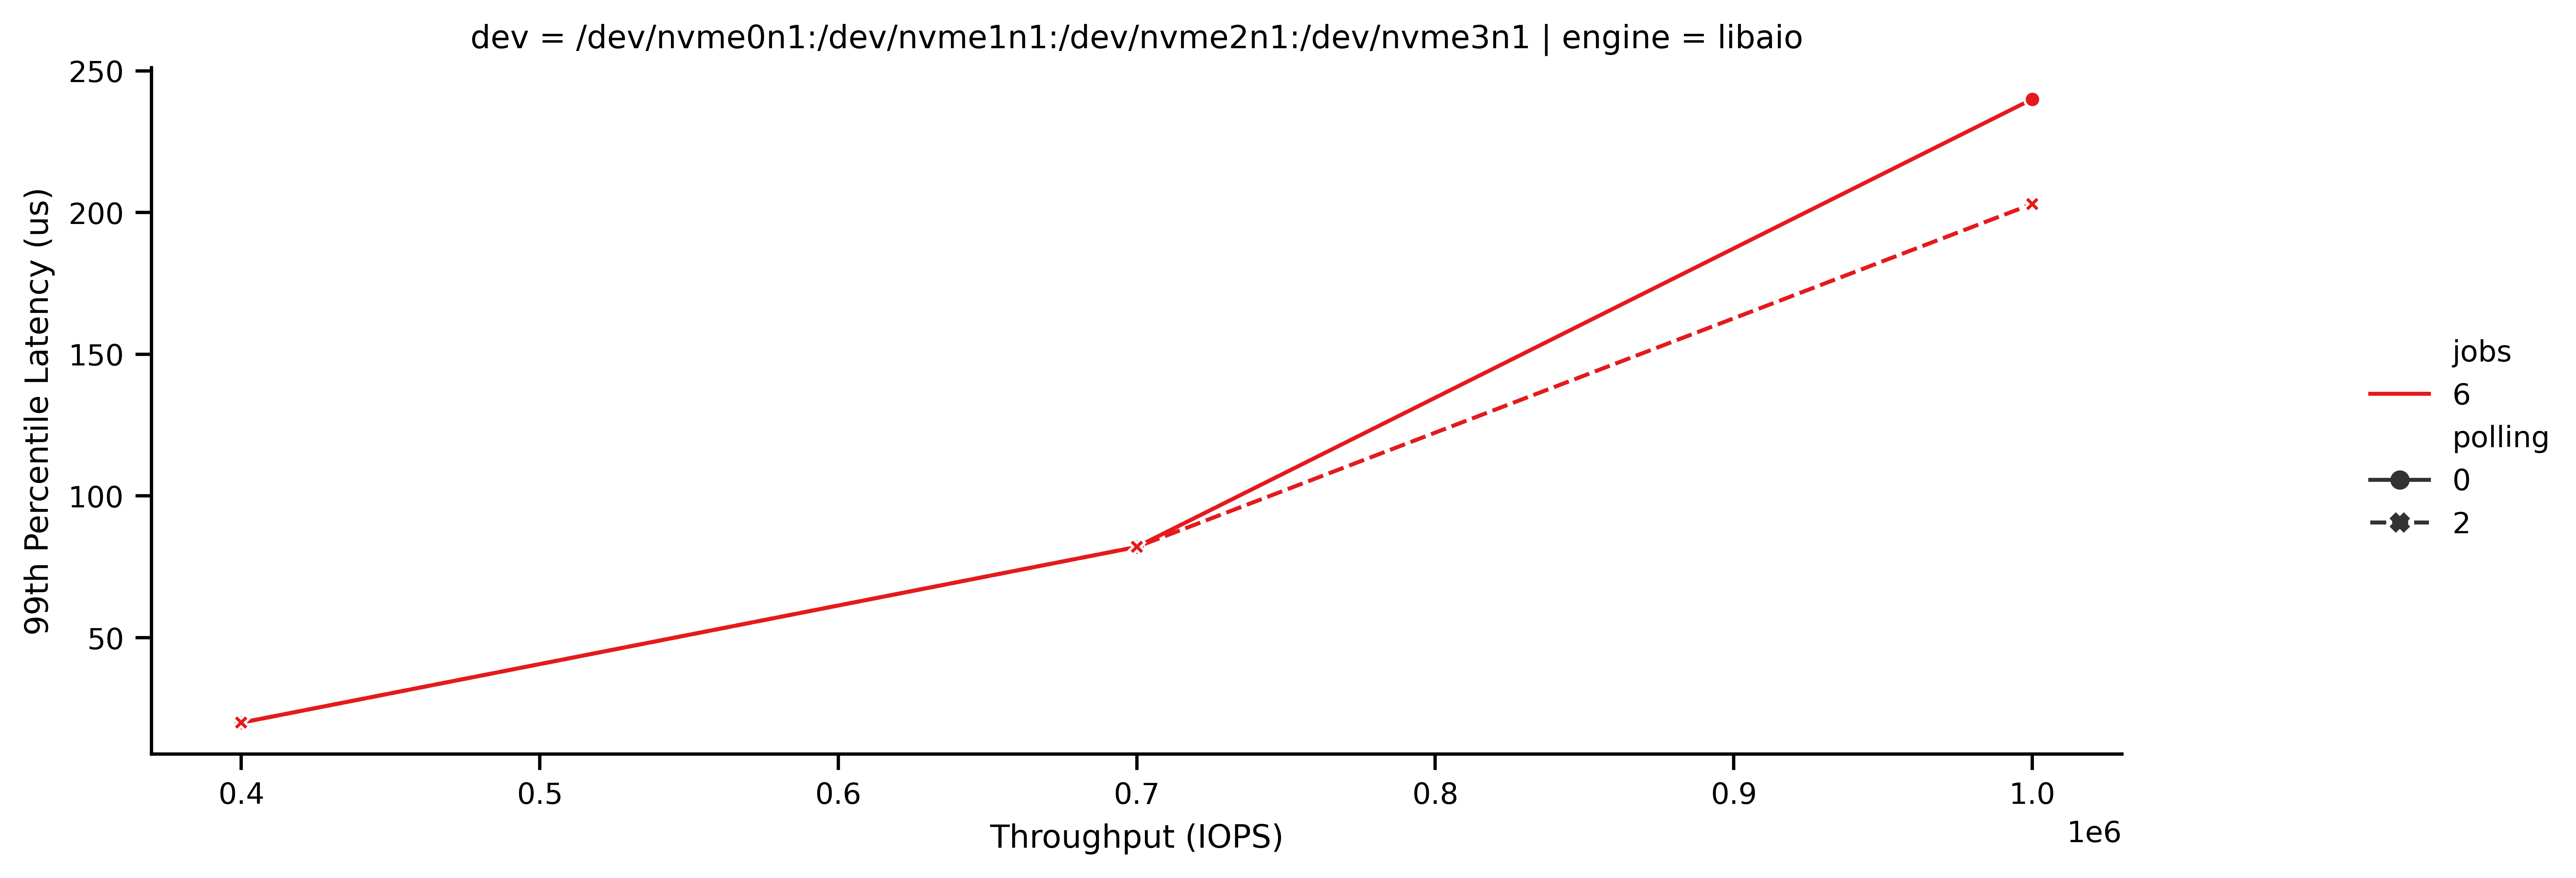 dev = /dev/nvme0n1:/dev/nvme1n1:/dev/nvme2n1:/dev/nvme3n1 | engine = libaio
250
200
150
100
50
99th Percentile Latency (us)
0.4 0.5 0.6 0.7 0.8 0.9 1.0
1e6
Throughput (IOPS)
jobs
6
polling
0
2